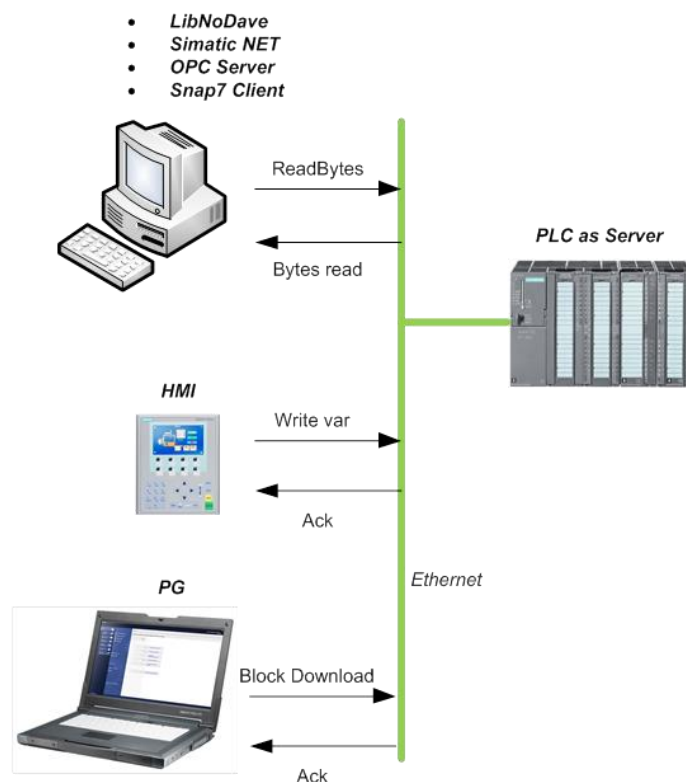 LibNoDave
Simatic NET
OPC Server
Snap7 Client
ReadBytes
Bytes read
PLC as Server
HMI
Write var
Ack
Ethernet
PG
Block Download
Ack